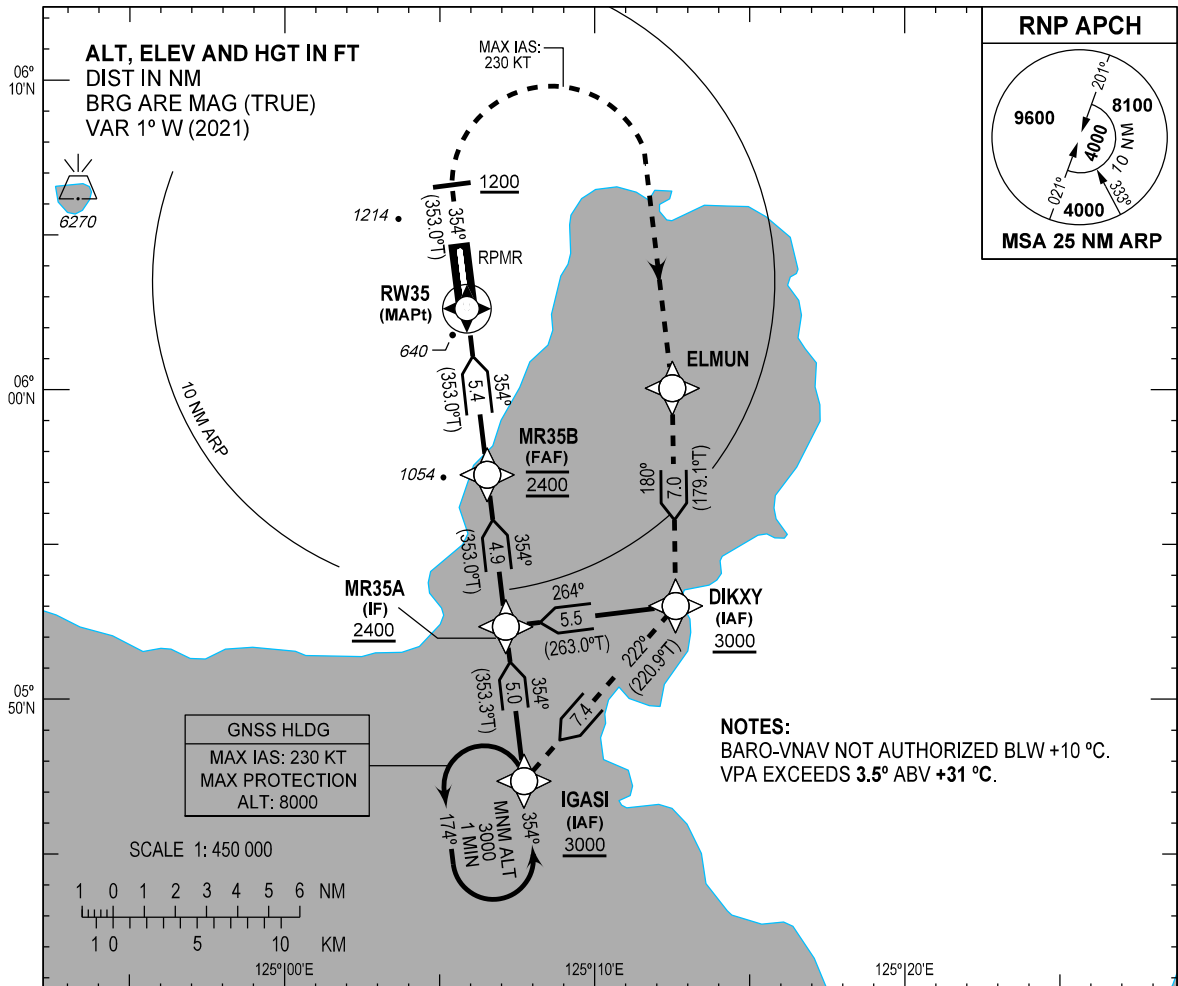 ALT, ELEV AND HGT IN FT
DIST IN NM
BRG ARE MAG (TRUE)
VAR 1º W (2021)
MAX IAS:
230 KT
RNP APCH
9600
8100
4000
10 NM
4000
201º
021º
333º
MSA 25 NM ARP
06º
10'N
6270
1214
1200
354º
(353.0ºT)
RPMR
RW35
(MAPt)
640
10 NM ARP
06º
00'N
ELMUN
354º
5.4
(353.0ºT)
MR35B
(FAF)
2400
1054
180º
7.0
(179.1ºT)
354º
4.9
(353.0ºT)
MR35A
(IF)
2400
264º
5.5
(263.0ºT)
DIKXY
(IAF)
3000
222º
(220.9ºT)
7.4
354º
5.0
(353.3ºT)
05º
50'N
GNSS HLDG
MAX IAS: 230 KT
MAX PROTECTION
ALT: 8000
NOTES:
BARO-VNAV NOT AUTHORIZED BLW +10 ºC.
VPA EXCEEDS 3.5º ABV +31 ºC.
IGASI
(IAF)
3000
354º
MNM ALT
3000
1 MIN
174º
SCALE 1: 450 000
1 0 1 2 3 4 5 6 NM
1 0 5 10 KM
125º00'E
125º10'E
125º20'E